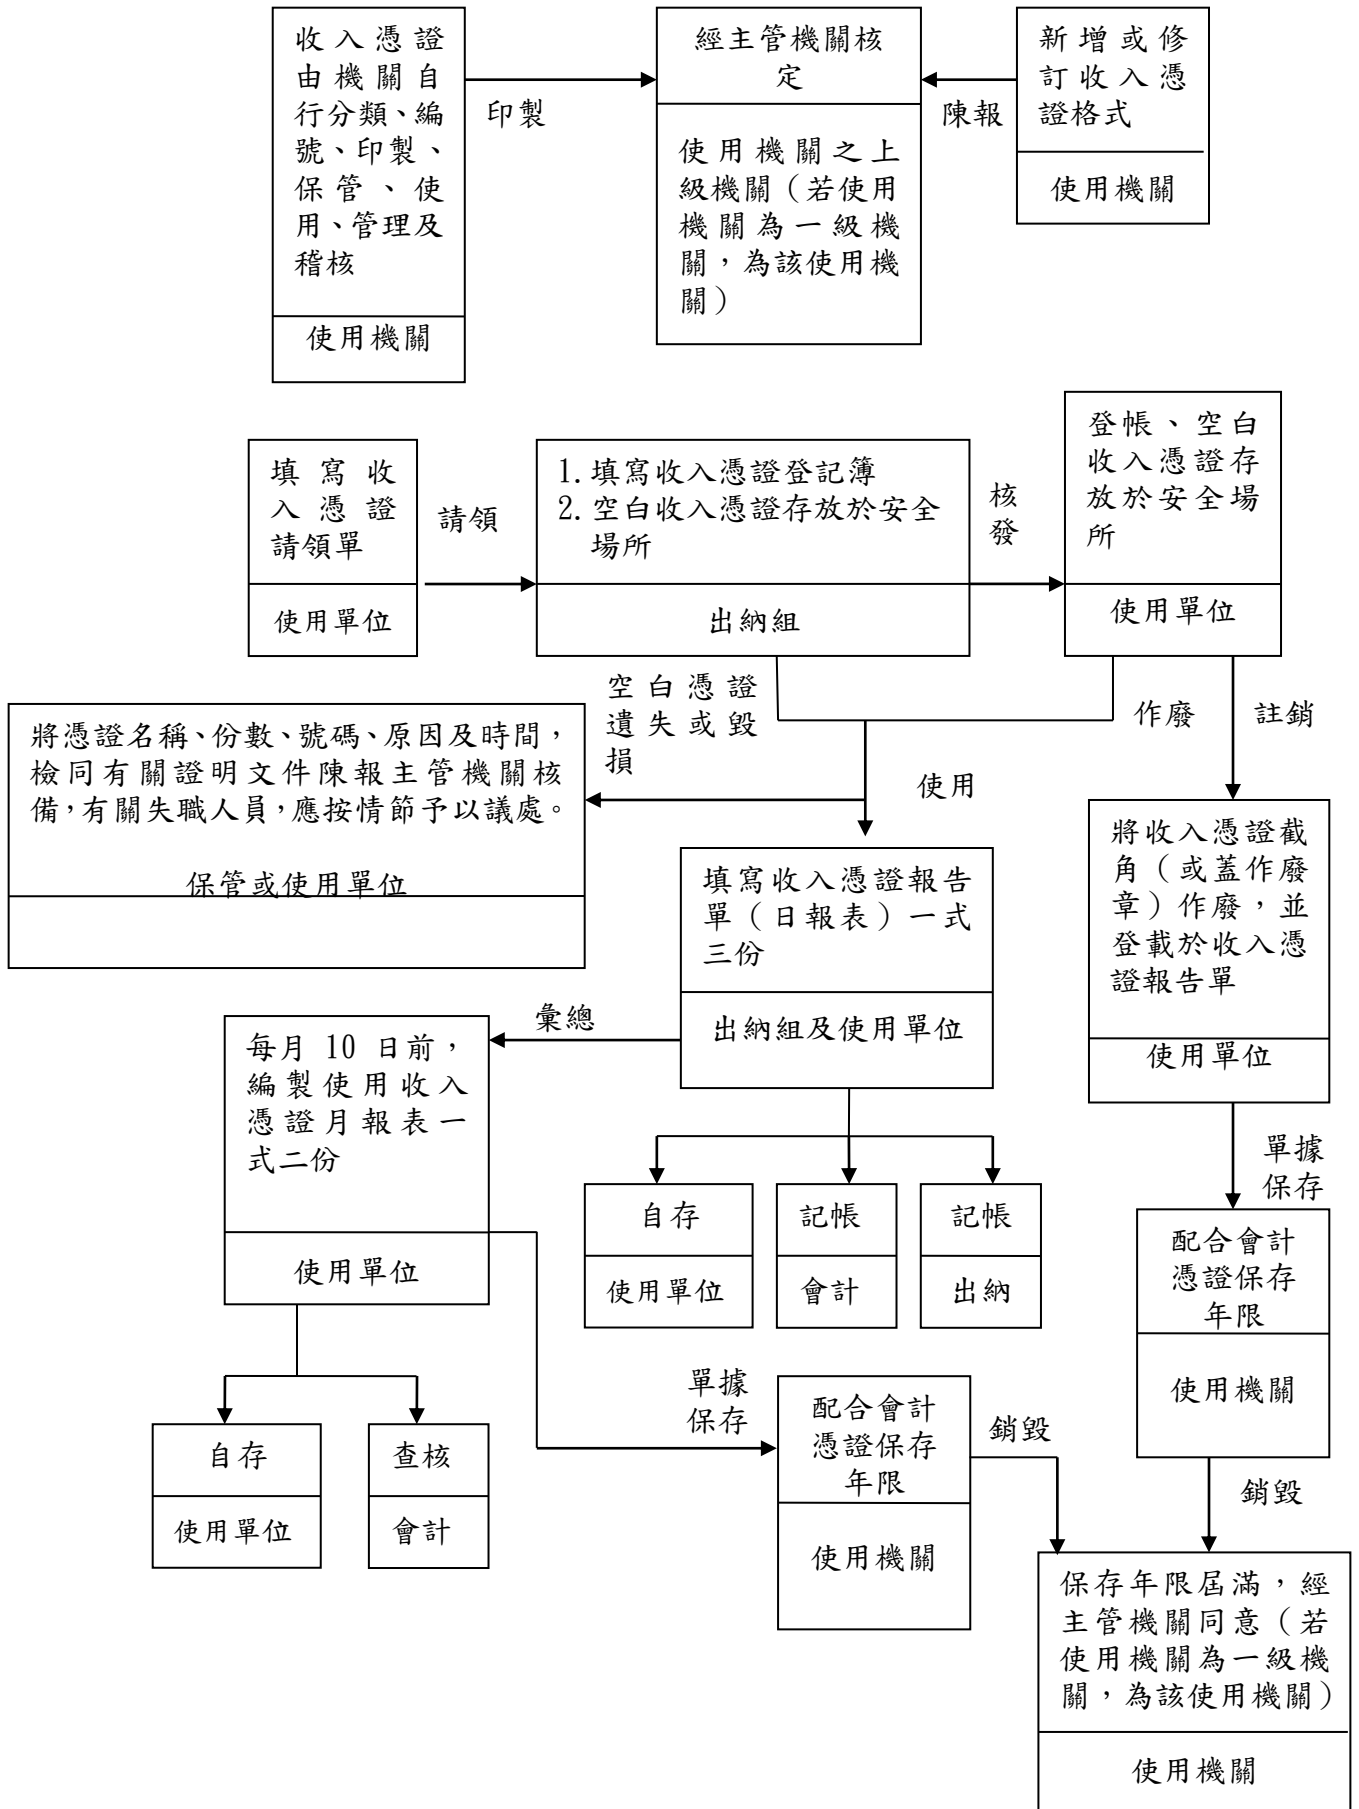 收入憑證
由機關自
行分類、編
號、印製、
保管、使
用、管理及
稽核
使用機關
印製
經主管機關核
定
使用機關之上
級機關（若使用
機關為一級機
關，為該使用機
關）
陳報
新增或修
訂收入憑
證格式
使用機關
填寫收
入憑證
請領單
使用單位
請領
1.填寫收入憑證登記簿
2.空白收入憑證存放於安全
場所
出納組
核
發
登帳、空白
收入憑證存
放於安全場
所
使用單位
空白憑證
遺失或毀
損
使用
作廢
註銷
將憑證名稱、份數、號碼、原因及時間，
檢同有關證明文件陳報主管機關核
備，有關失職人員，應按情節予以議處。
保管或使用單位
填寫收入憑證報告
單（日報表）一式
三份
出納組及使用單位
將收入憑證截
角（或蓋作廢
章）作廢，並
登載於收入憑
證報告單
使用單位
彙總
每月 10 日前，
編製使用收入
憑證月報表一
式二份
使用單位
自存
使用單位
記帳
會計
記帳
出納
單據
保存
配合會計
憑證保存
年限
使用機關
自存
使用單位
查核
會計
單據
保存
配合會計
憑證保存
年限
使用機關
銷毀
銷毀
保存年限屆滿，經
主管機關同意（若
使用機關為一級機
關，為該使用機關）
使用機關